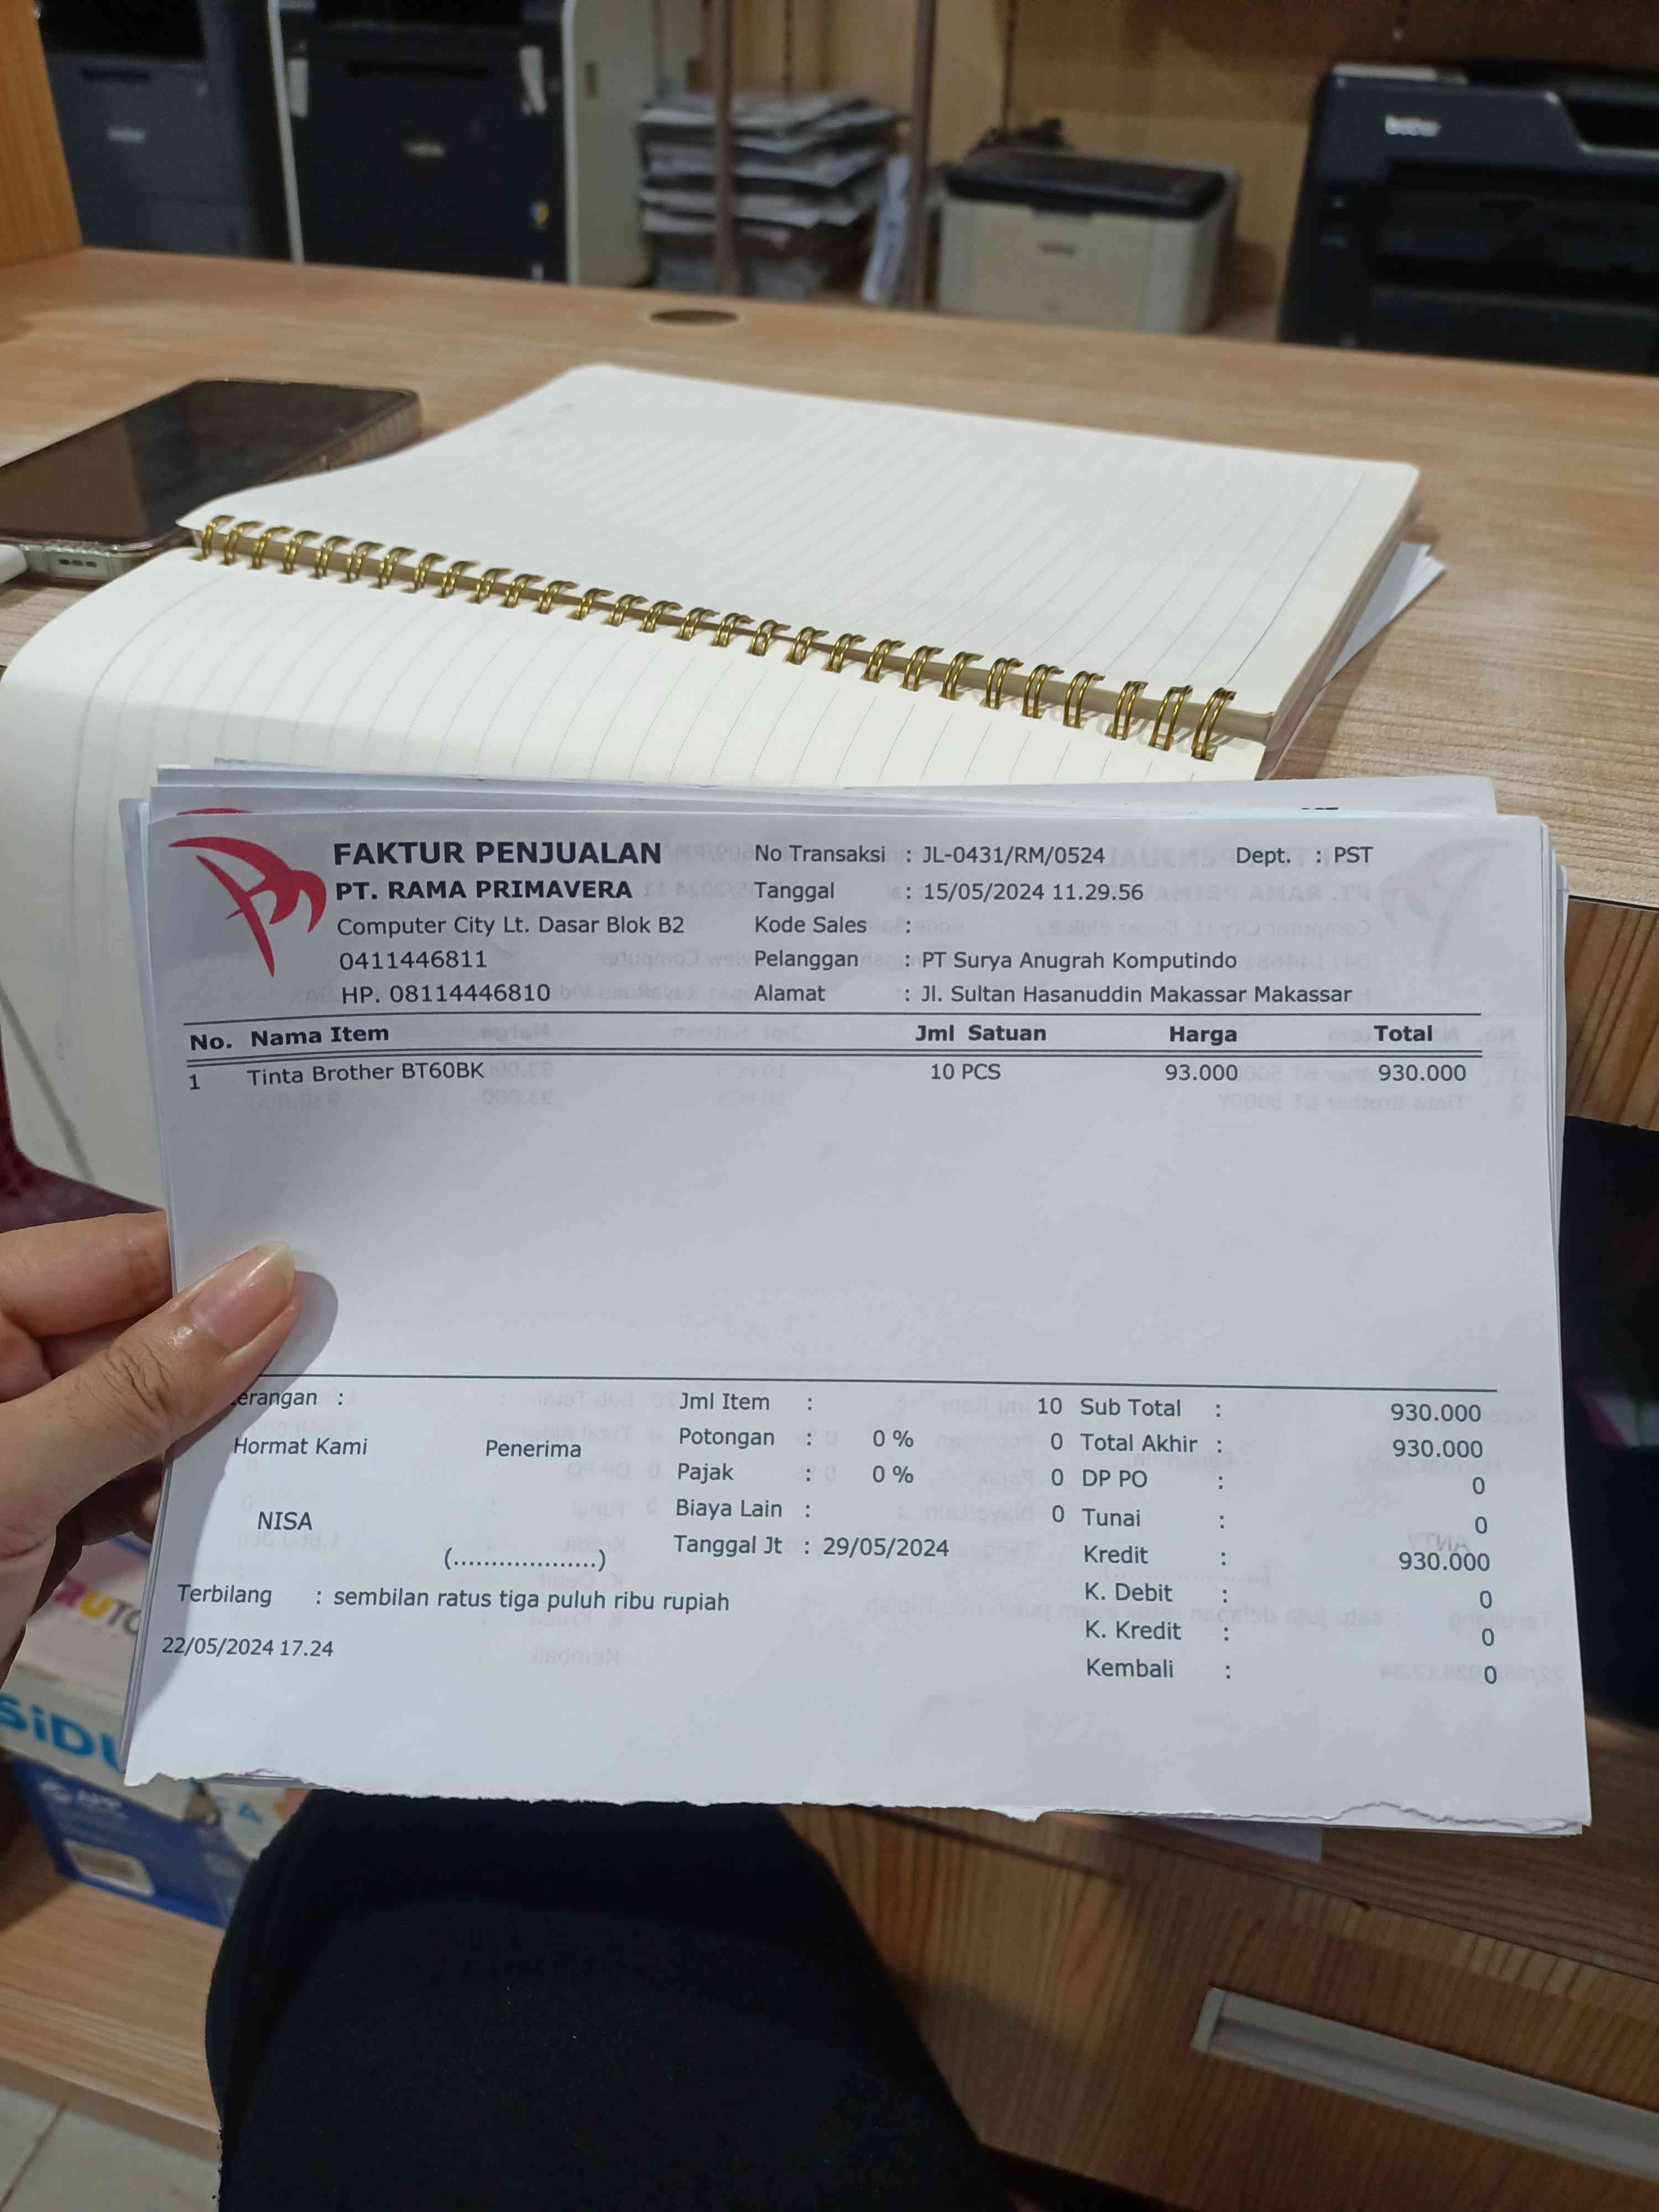 brother
FAKTUR PENJUALAN
PT. RAMA PRIMAVERA
Computer City Lt. Dasar Blok B2
0411446811
HP. 08114446810
No Transaksi : JL-0431/RM/0524
Dept. : PST
Tanggal : 15/05/2024 11.29.56
Kode Sales :
Pelanggan : PT Surya Anugrah Komputindo
Alamat : Jl. Sultan Hasanuddin Makassar Makassar
No. Nama Item Jml Satuan Harga Total
1 Tinta Brother BT60BK 10 PCS 93.000 930.000
erangan :
Hormat Kami Penerima
NISA
(...................)
Jml Item : 10
Potongan : 0 % 0
Pajak : 0 % 0
Biaya Lain : 0
Tanggal Jt : 29/05/2024
Sub Total : 930.000
Total Akhir : 930.000
DP PO : 0
Tunai : 0
Kredit : 930.000
K. Debit : 0
K. Kredit : 0
Kembali : 0
Terbilang : sembilan ratus tiga puluh ribu rupiah
22/05/2024 17.24
SiDU
APP